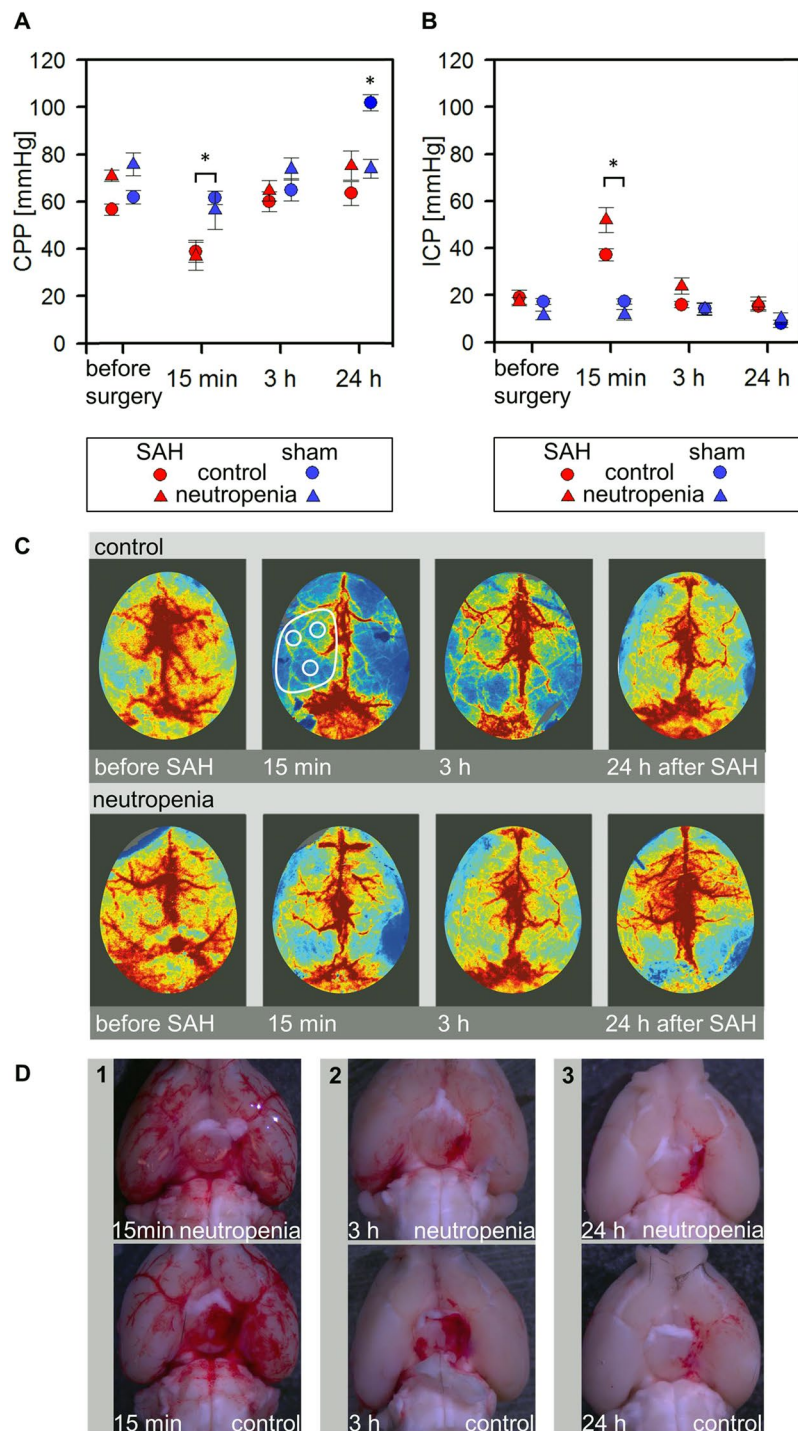 A
CPP [mmHg]
120
100
80
60
40
20
0
*
*
before surgery
15 min
3 h
24 h
SAH sham
control
neutropenia
B
ICP [mmHg]
120
100
80
60
40
20
0
*
before surgery
15 min
3 h
24 h
SAH sham
control
neutropenia
C
control
before SAH 15 min 3 h 24 h after SAH
neutropenia
before SAH 15 min 3 h 24 h after SAH
D
1 2 3
15min neutropenia 3 h neutropenia 24 h neutropenia
15 min control 3 h control 24 h control